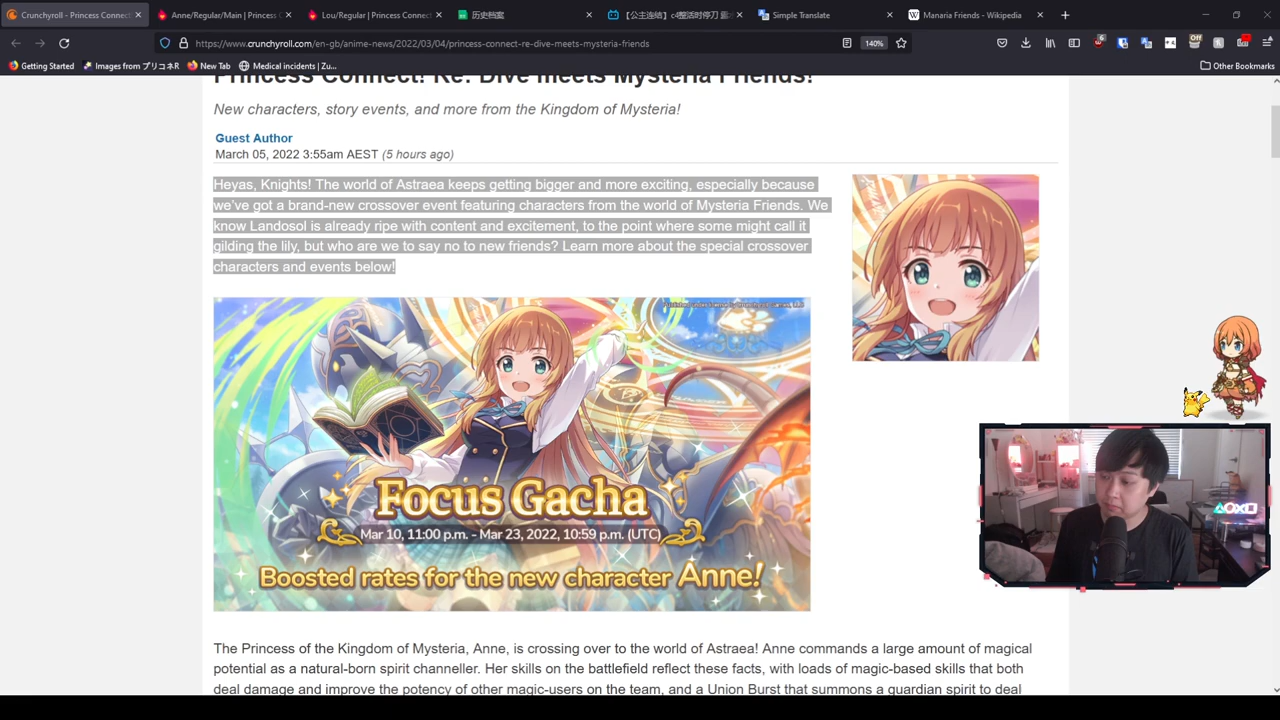 Crunchyroll - Princess Connect
Anne/Regular/Main | Princess C
Lou/Regular | Princess Connect
历史档案
Simple Translate
Manaria Friends - Wikipedia
https://www.crunchyroll.com/en-gb/anime-news/2022/03/04/princess-connect-re-dive-meets-mysteria-friends
140%
6
Off
Getting Started
Images from プリコネR
New Tab
Medical incidents | Zu...
Other Bookmarks
Princess Connect! Re: Dive meets Mysteria Friends!
New characters, story events, and more from the Kingdom of Mysteria!
Guest Author
March 05, 2022 3:55am AEST (5 hours ago)
Heyas, Knights! The world of Astraea keeps getting bigger and more exciting, especially because
we've got a brand-new crossover event featuring characters from the world of Mysteria Friends. We
know Landosol is already ripe with content and excitement, to the point where some might call it
gilding the lily, but who are we to say no to new friends? Learn more about the special crossover
characters and events below!
Focus Gacha
Mar 10, 11:00 p.m. - Mar 23, 2022, 10:59 p.m. (UTC)
Boosted rates for the new character Anne!
The Princess of the Kingdom of Mysteria, Anne, is crossing over to the world of Astraea! Anne commands a large amount of magical
potential as a natural-born spirit channeller. Her skills on the battlefield reflect these facts, with loads of magic-based skills that both
deal damage and improve the potency of other magic-users on the team, and a Union Burst that summons a guardian spirit to deal